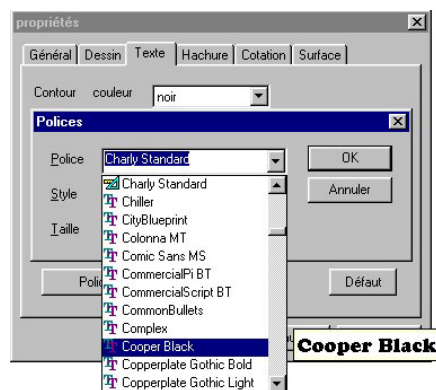 propriétés
Général Dessin Texte Hachure Cotation Surface
Contour couleur noir
Polices
Police Charly Standard OK
Style Annuler
Taille
Charly Standard
Chiller
CityBlueprint
Colonna MT
Comic Sans MS
CommercialPi BT
CommercialScript BT
CommonBullets
Complex
Cooper Black
Copperplate Gothic Bold
Copperplate Gothic Light
Défaut
Cooper Black